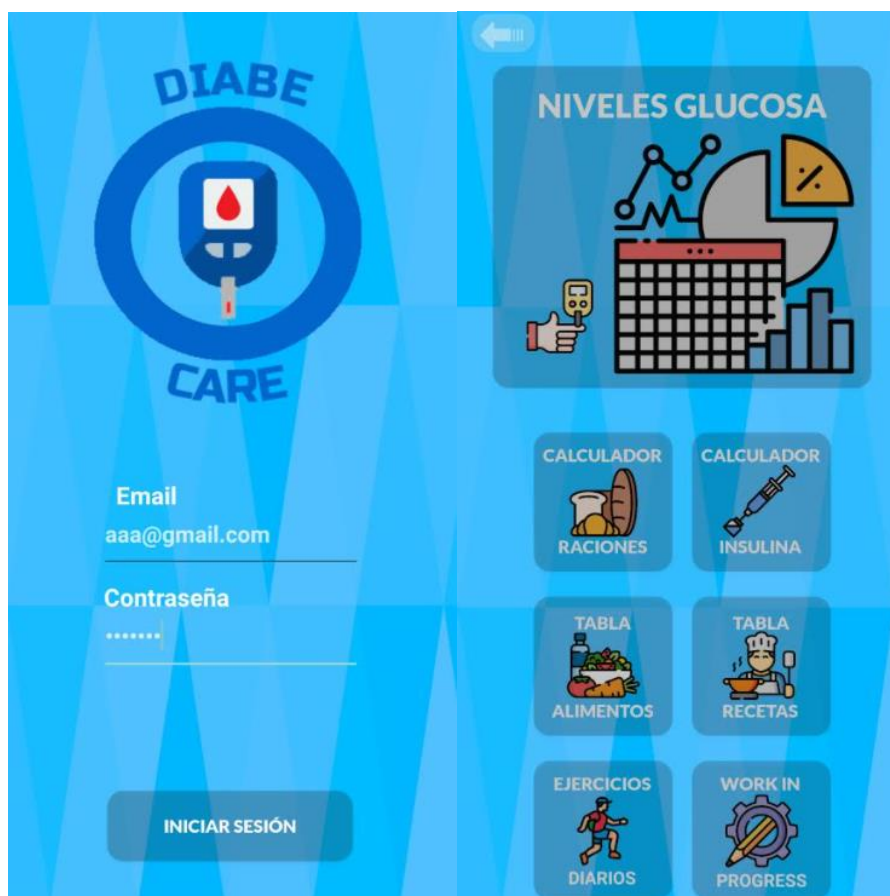 DIABE
CARE
Email
aaa@gmail.com
Contraseña
•••••••
INICIAR SESIÓN
NIVELES GLUCOSA
%
CALCULADOR
RACIONES
CALCULADOR
INSULINA
TABLA
ALIMENTOS
TABLA
RECETAS
EJERCICIOS
DIARIOS
WORK IN
PROGRESS